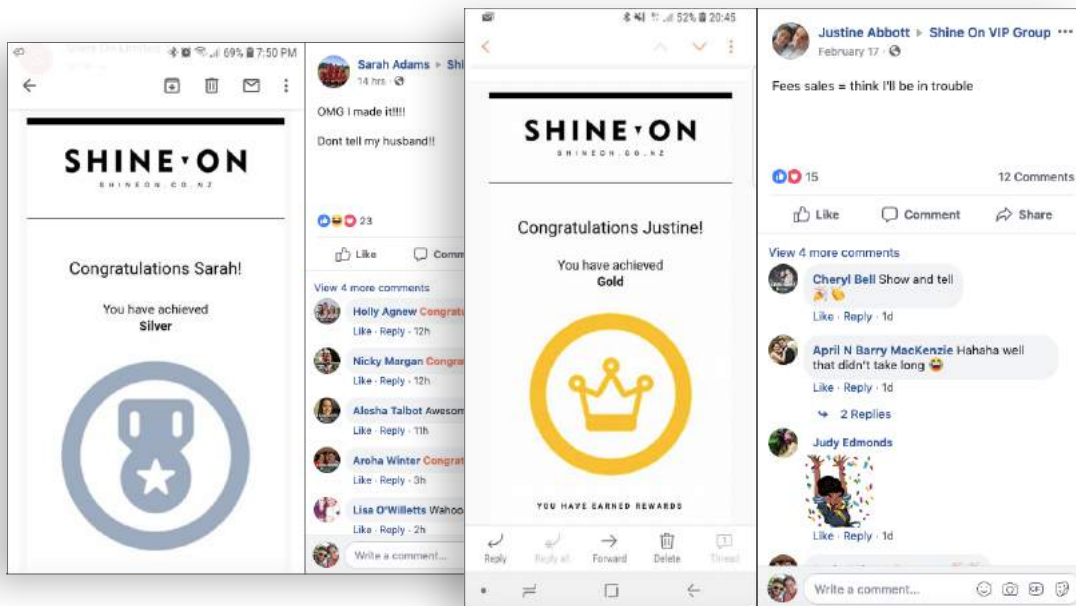 69% 7:50 PM
SHINE ON
SHINEON.CO.NZ
Congratulations Sarah!
You have achieved
Silver
Sarah Adams
14 hrs
OMG I made it!!!!
Dont tell my husband!!
23
Like
View 4 more comments
Holly Agnew
Like · Reply · 12h
Nicky Margan
Like · Reply · 12h
Alesha Talbot
Like · Reply · 11h
Aroha Winter
Like · Reply · 3h
Lisa O'Willetts Wahoo
Like · Reply · 2h
Write a comment...
52% 20:45
SHINE ON
SHINEON.CO.NZ
Congratulations Justine!
You have achieved
Gold
YOU HAVE EARNED REWARDS
Reply Reply all Forward Delete Thread
Justine Abbott ▸ Shine On VIP Group
February 17
Fees sales = think I'll be in trouble
15 12 Comments
Like Comment Share
View 4 more comments
Cheryl Bell Show and tell
Like · Reply · 1d
April N Barry MacKenzie Hahaha well
that didn't take long
Like · Reply · 1d
2 Replies
Judy Edmonds
Like · Reply · 1d
Write a comment...
GIF